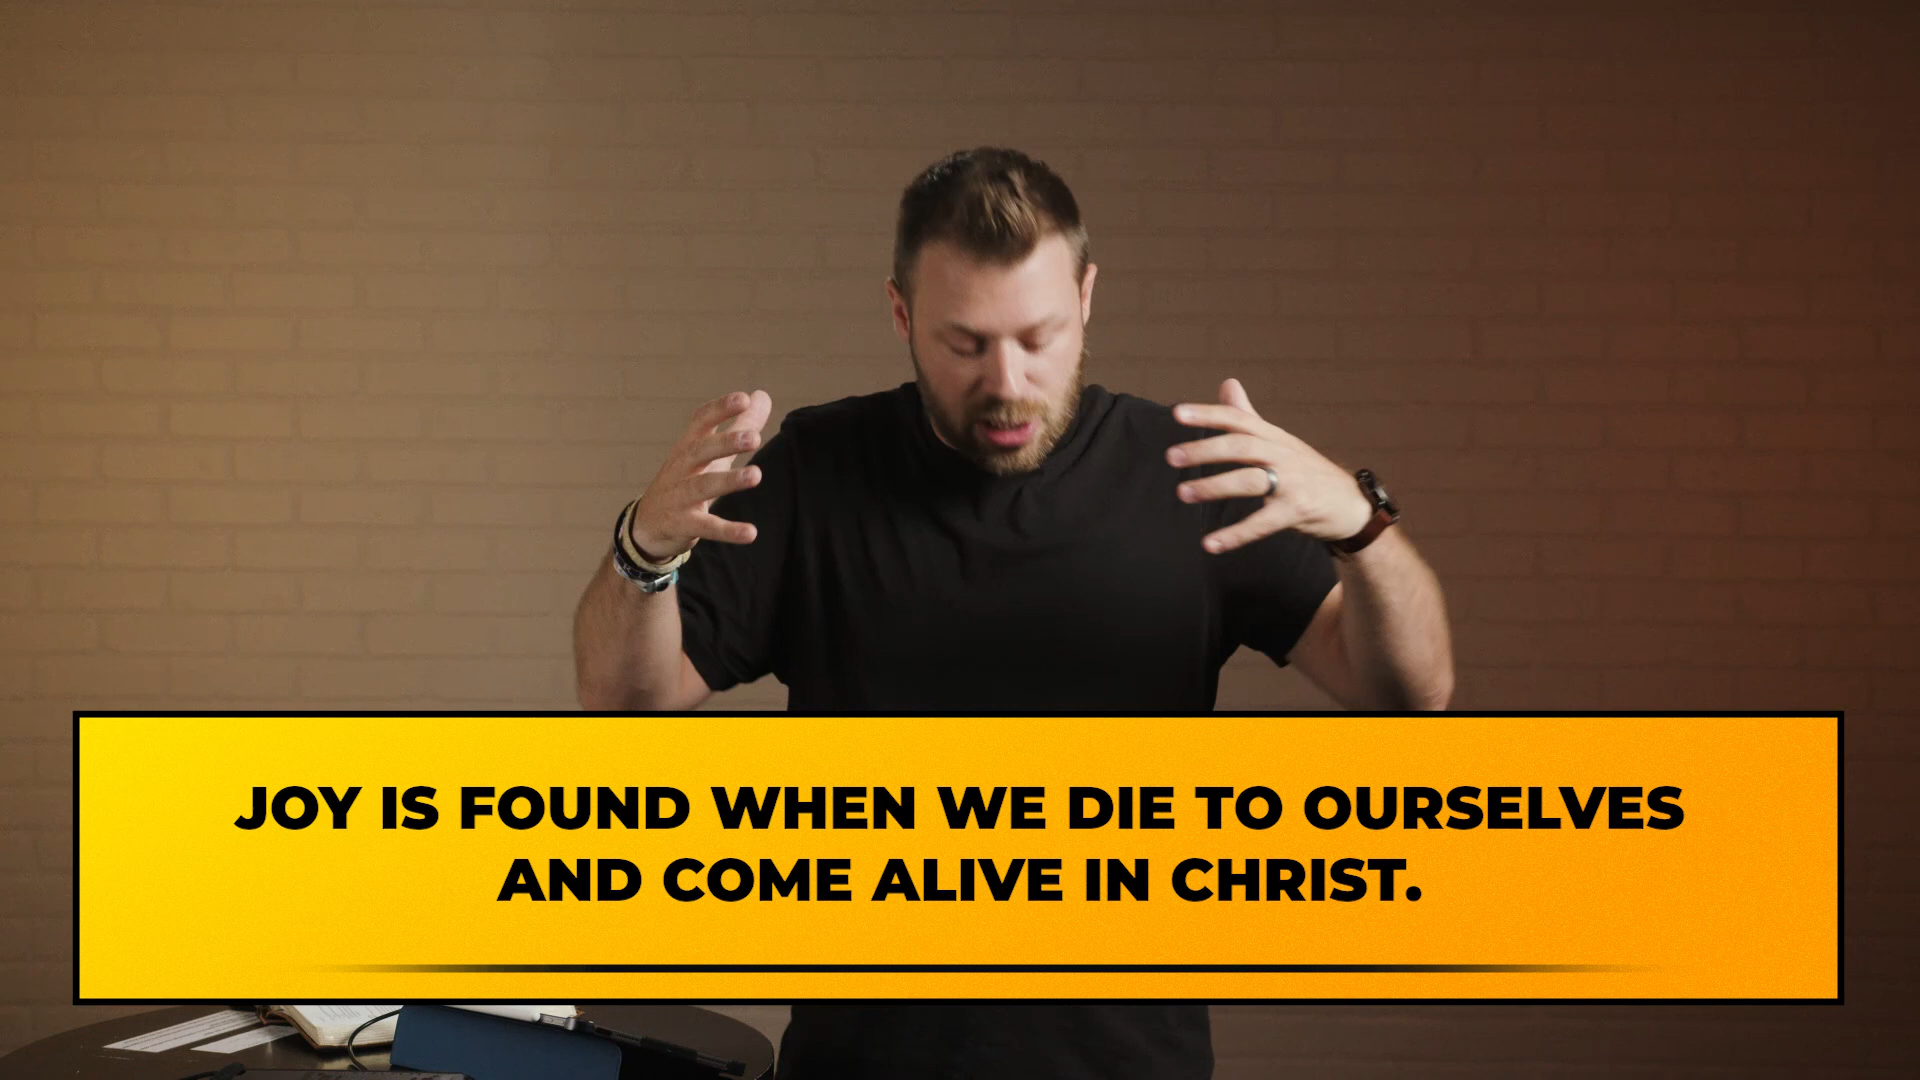 JOY IS FOUND WHEN WE DIE TO OURSELVES
AND COME ALIVE IN CHRIST.